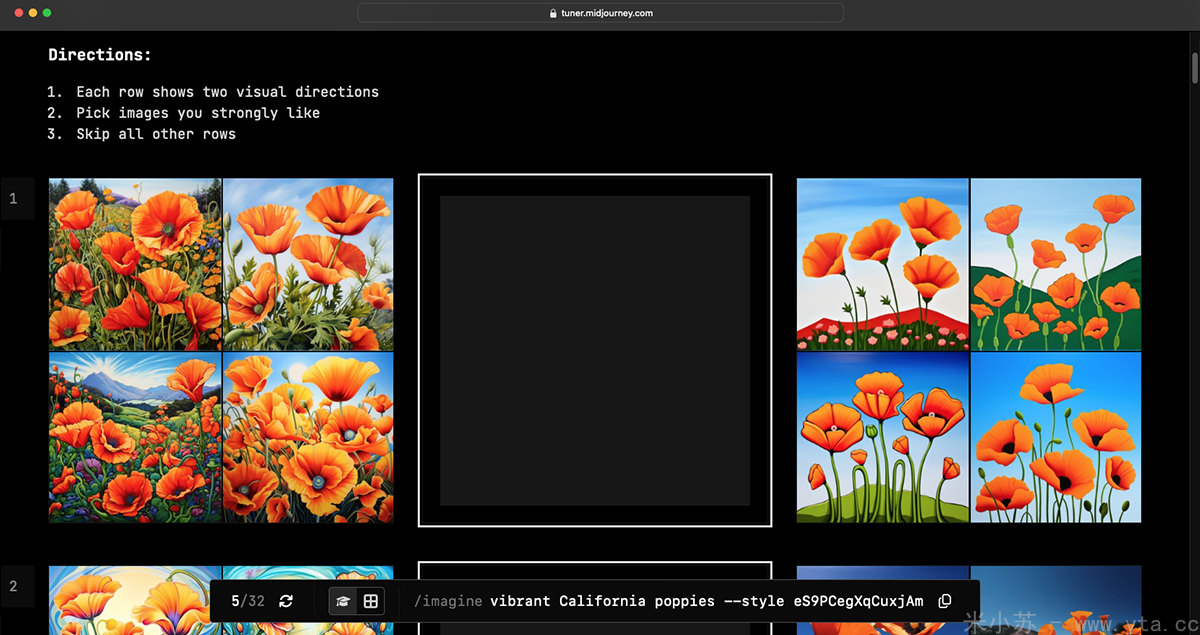 tuner.midjourney.com
Directions:
1. Each row shows two visual directions
2. Pick images you strongly like
3. Skip all other rows
1
2
5/32
/imagine vibrant California poppies --style eS9PCegXqCuxjAm
米小苏 - www.yta.cc